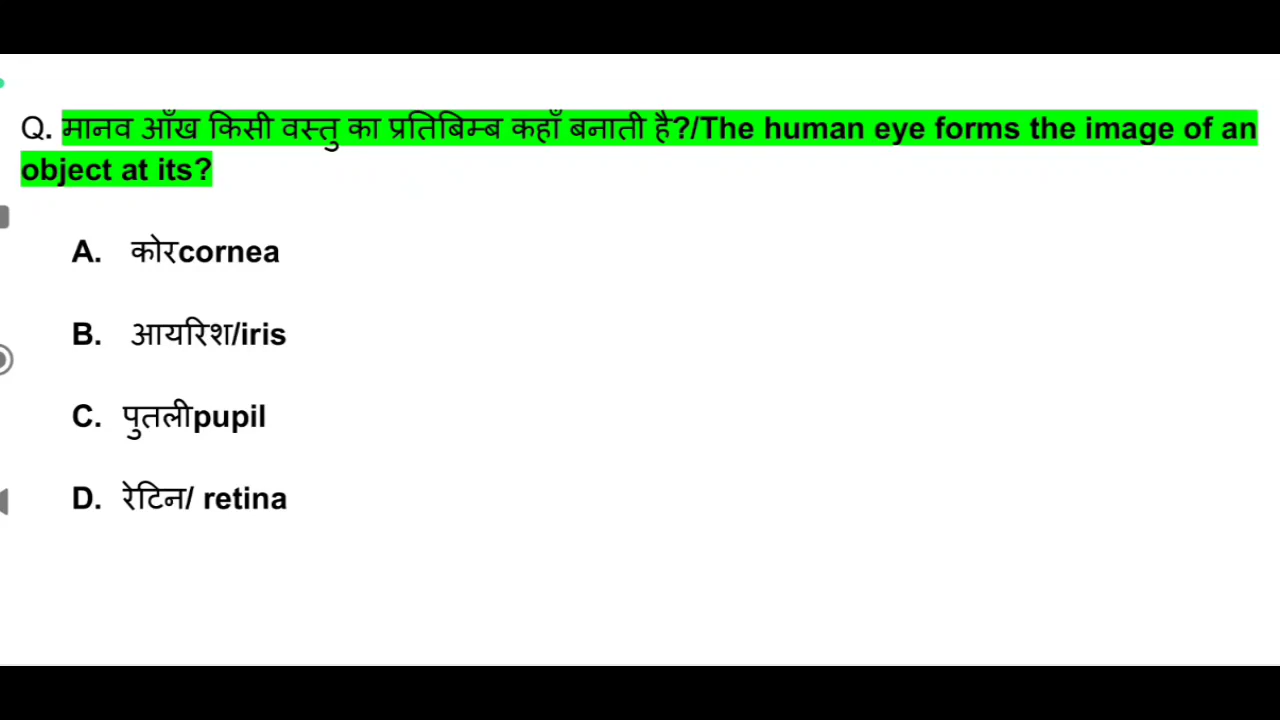 Q. मानव आँख किसी वस्तु का प्रतिबिम्ब कहाँ बनाती है?/The human eye forms the image of an
object at its?
A. कोरcornea
B. आयरिश/iris
C. पुतलीpupil
D. रेटिन/ retina